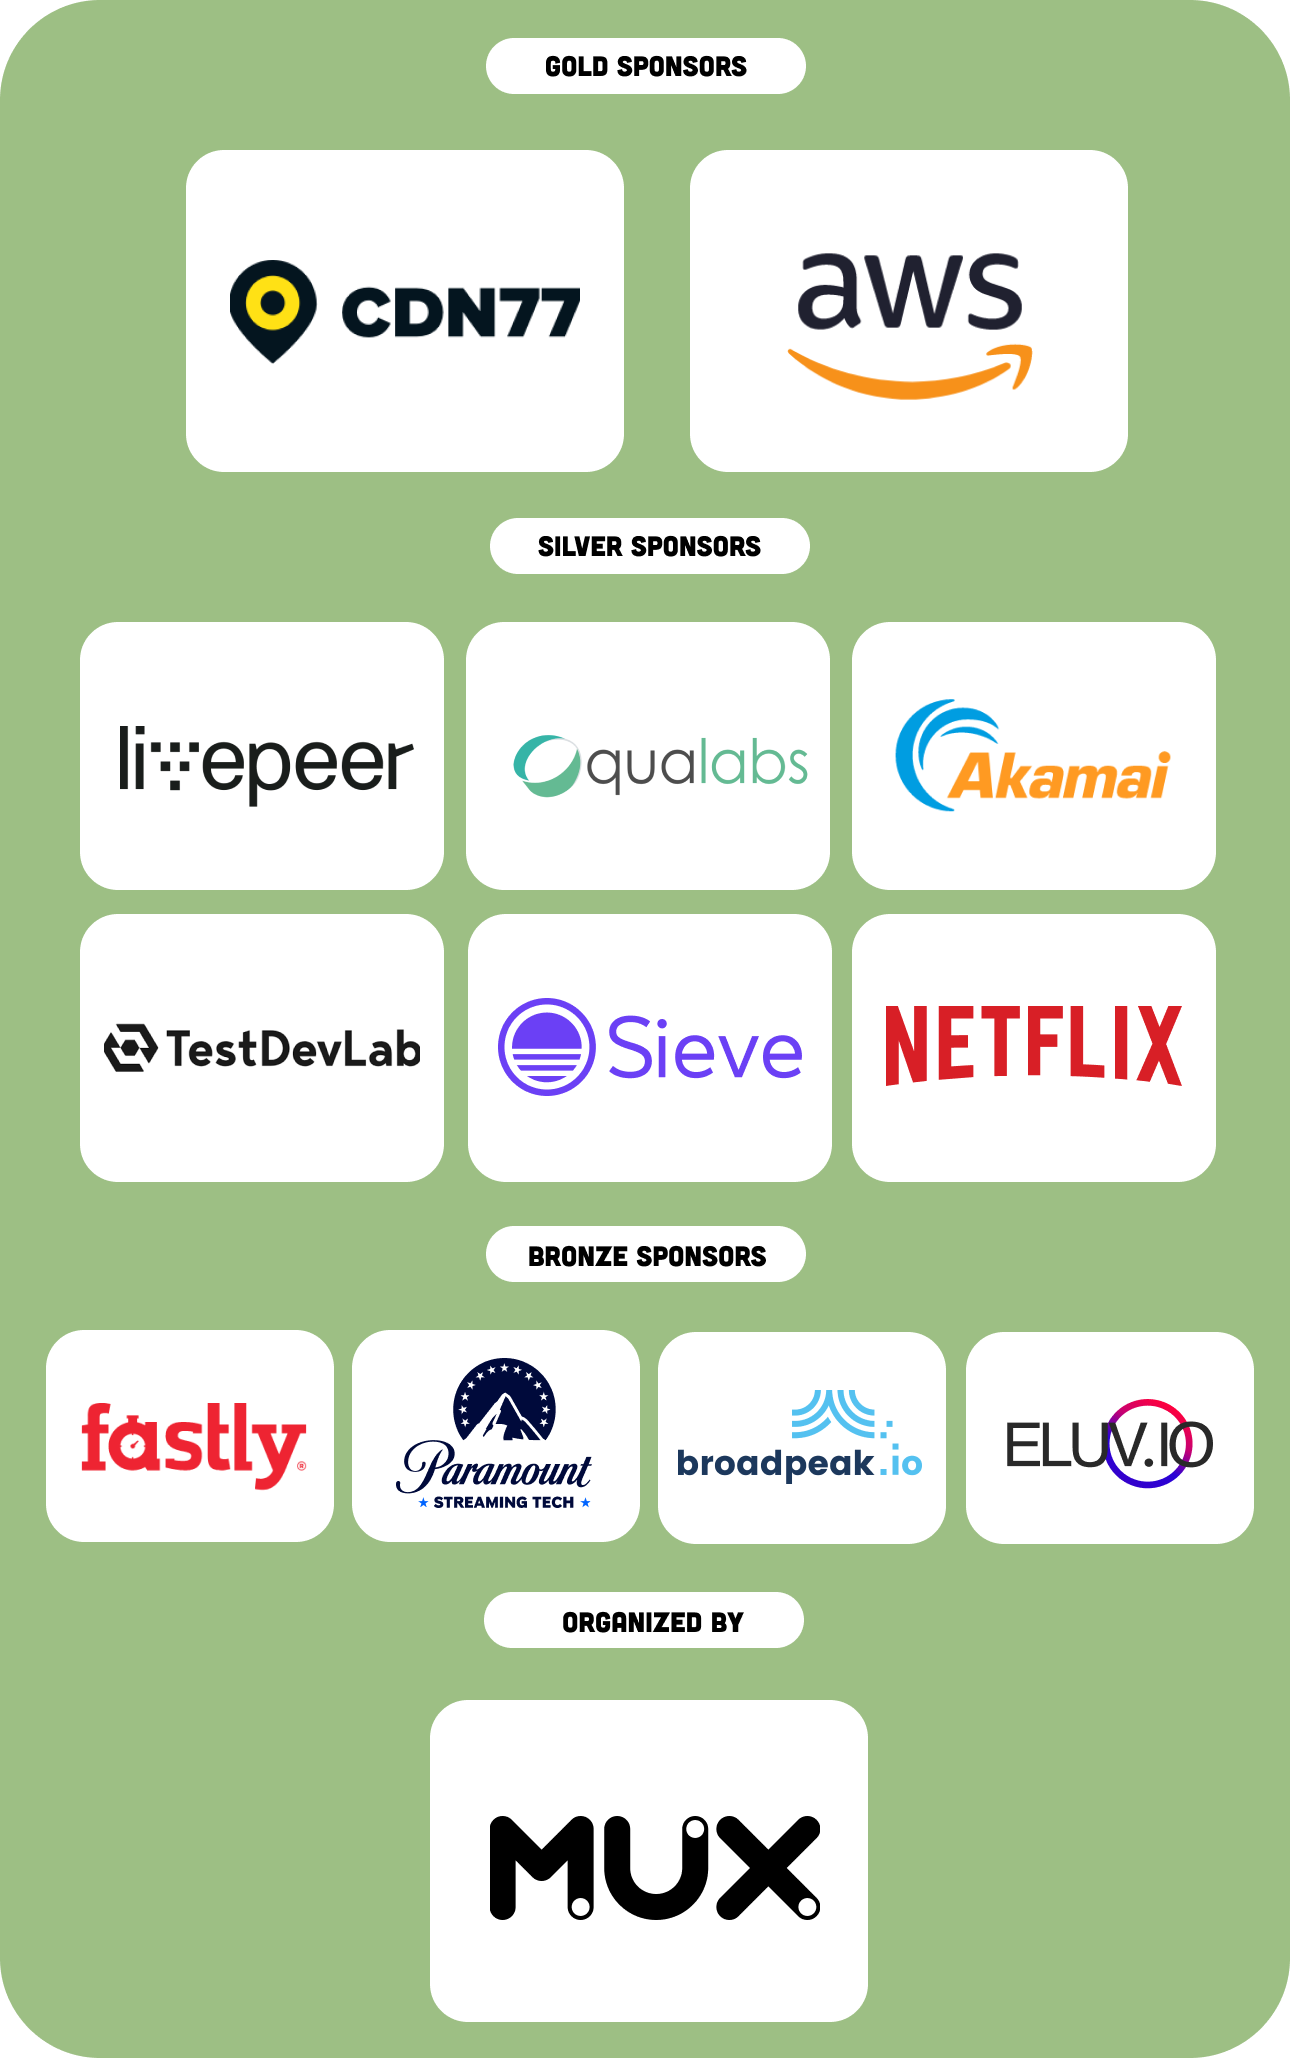 GOLD SPONSORS
CDN77
aws
SILVER SPONSORS
livepeer
qualabs
Akamai
TestDevLab
Sieve
NETFLIX
BRONZE SPONSORS
fastly®
Paramount
STREAMING TECH
broadpeak.io
ELUV.IO
ORGANIZED BY
MUX